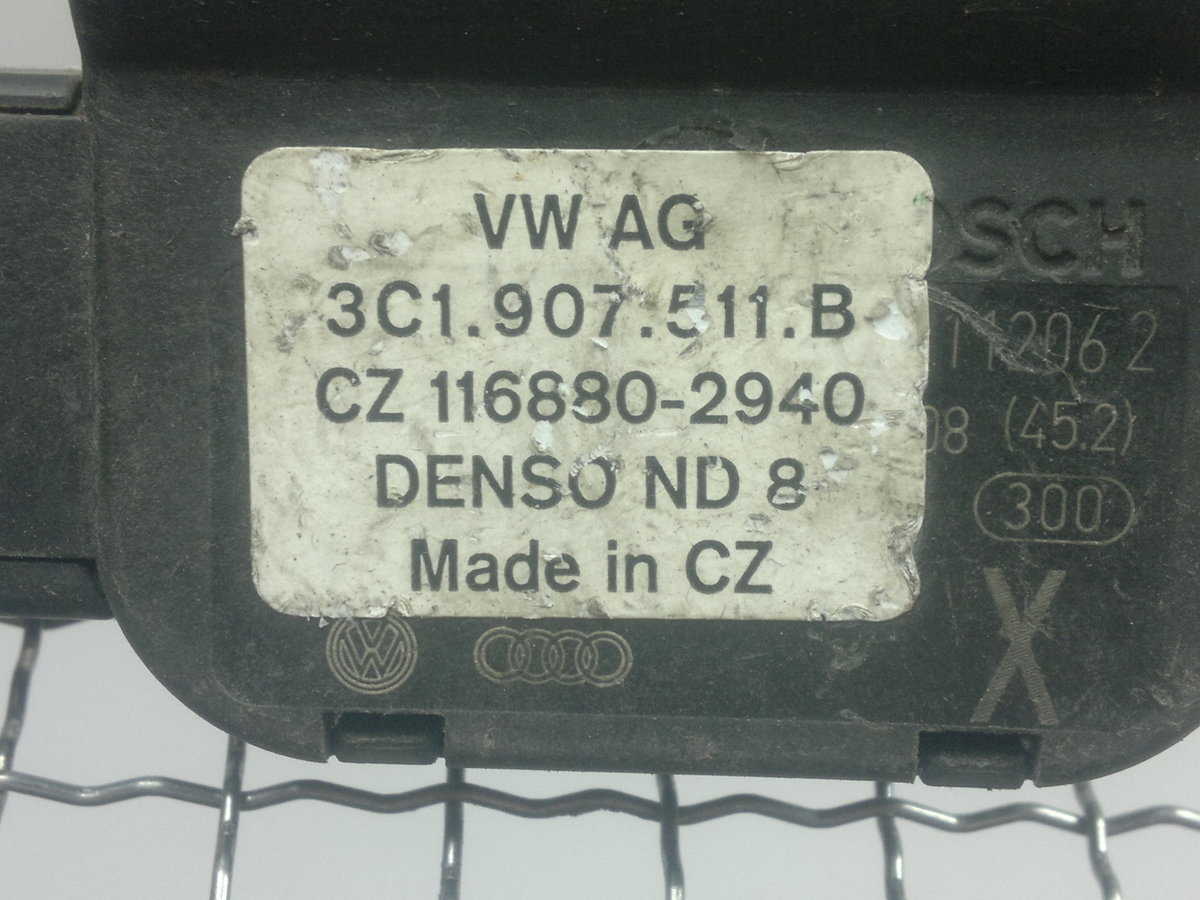 VW AG
3C1.907.511.B
CZ 116880-2940
DENSO ND 8
Made in CZ
(45.2)
300
X